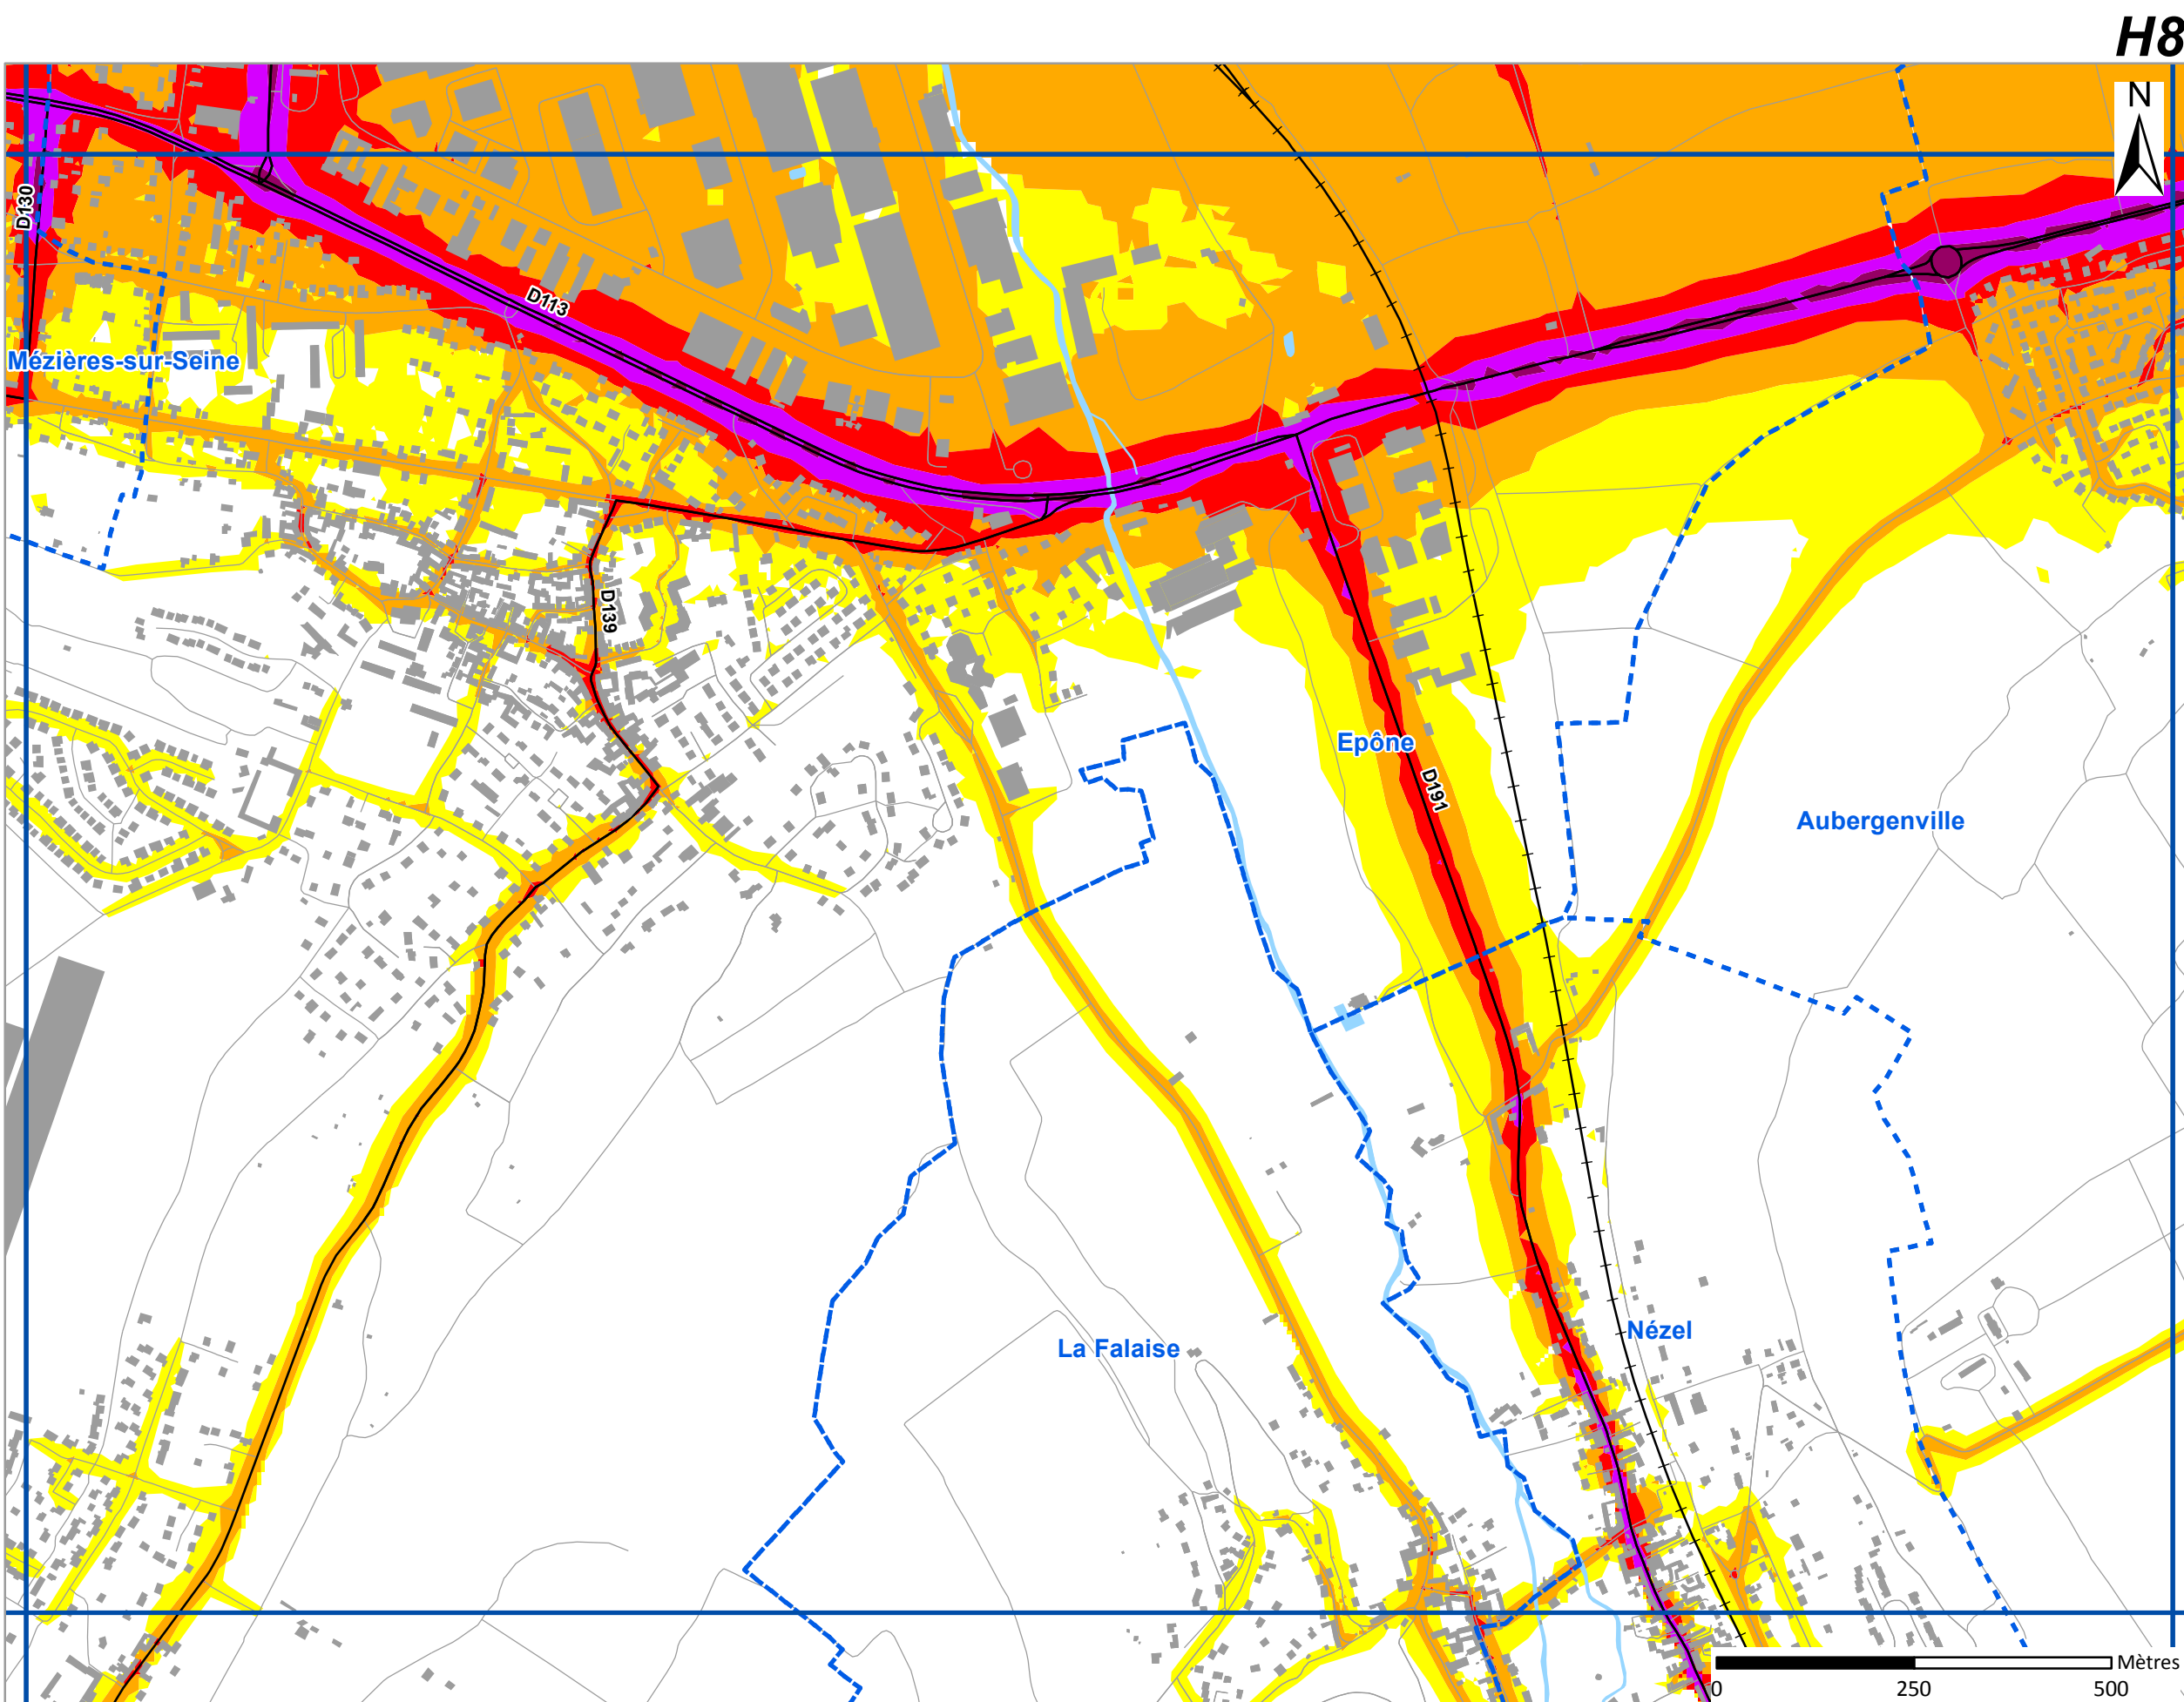 H8
N
D130
D113
Mézières-sur-Seine
D139
Epône
D191
Aubergenville
Nézel
La Falaise
Mètres
0 250 500